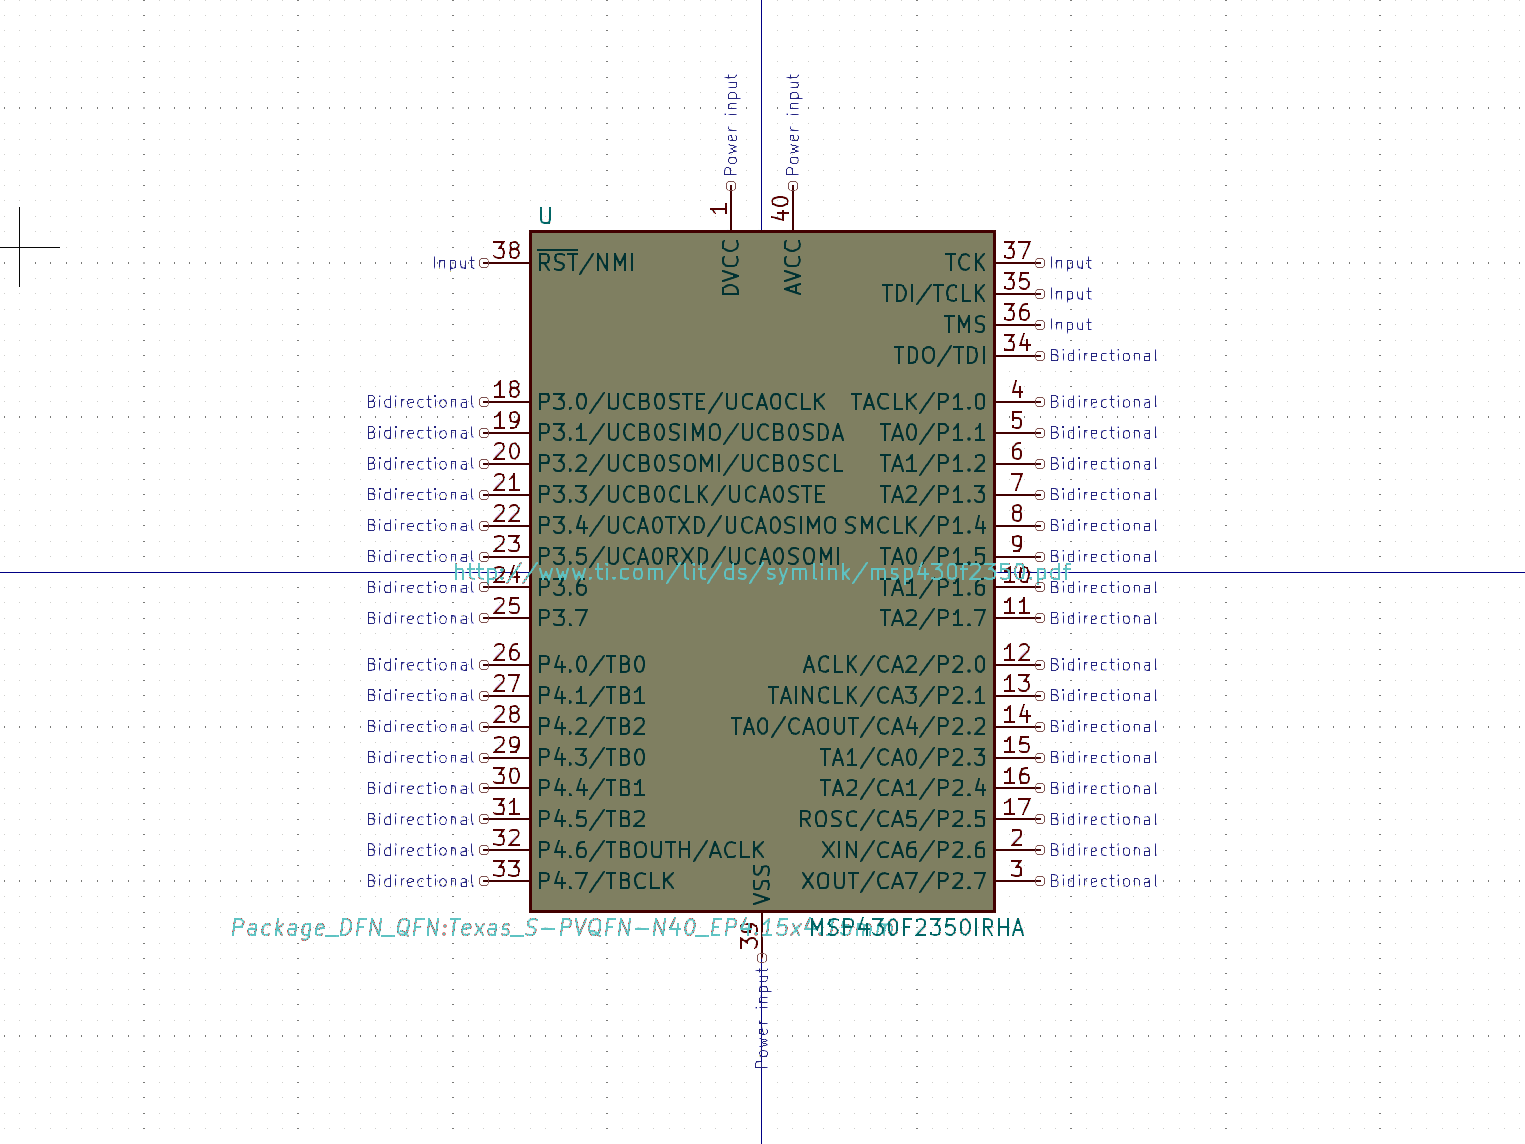 Power input Power input
1 40
U
DVCC AVCC
Input 38 RST/NMI TCK 37 Input
TDI/TCLK 35 Input
TMS 36 Input
TDO/TDI 34 Bidirectional
Bidirectional 18 P3.0/UCB0STE/UCA0CLK TACLK/P1.0 4 Bidirectional
Bidirectional 19 P3.1/UCB0SIMO/UCB0SDA TA0/P1.1 5 Bidirectional
Bidirectional 20 P3.2/UCB0SOMI/UCB0SCL TA1/P1.2 6 Bidirectional
Bidirectional 21 P3.3/UCB0CLK/UCA0STE TA2/P1.3 7 Bidirectional
Bidirectional 22 P3.4/UCA0TXD/UCA0SIMO SMCLK/P1.4 8 Bidirectional
Bidirectional 23 P3.5/UCA0RXD/UCA0SOMI TA0/P1.5 9 Bidirectional
http://www.ti.com/lit/ds/symlink/msp430f2350.pdf
Bidirectional 24 P3.6 TA1/P1.6 10 Bidirectional
Bidirectional 25 P3.7 TA2/P1.7 11 Bidirectional
Bidirectional 26 P4.0/TB0 ACLK/CA2/P2.0 12 Bidirectional
Bidirectional 27 P4.1/TB1 TAINCLK/CA3/P2.1 13 Bidirectional
Bidirectional 28 P4.2/TB2 TA0/CAOUT/CA4/P2.2 14 Bidirectional
Bidirectional 29 P4.3/TB0 TA1/CA0/P2.3 15 Bidirectional
Bidirectional 30 P4.4/TB1 TA2/CA1/P2.4 16 Bidirectional
Bidirectional 31 P4.5/TB2 ROSC/CA5/P2.5 17 Bidirectional
Bidirectional 32 P4.6/TBOUTH/ACLK XIN/CA6/P2.6 2 Bidirectional
Bidirectional 33 P4.7/TBCLK XOUT/CA7/P2.7 3 Bidirectional
VSS
Package_DFN_QFN:Texas_S-PVQFN-N40_EP4.15x4.15mm
MSP430F2350IRHA
39
Power input